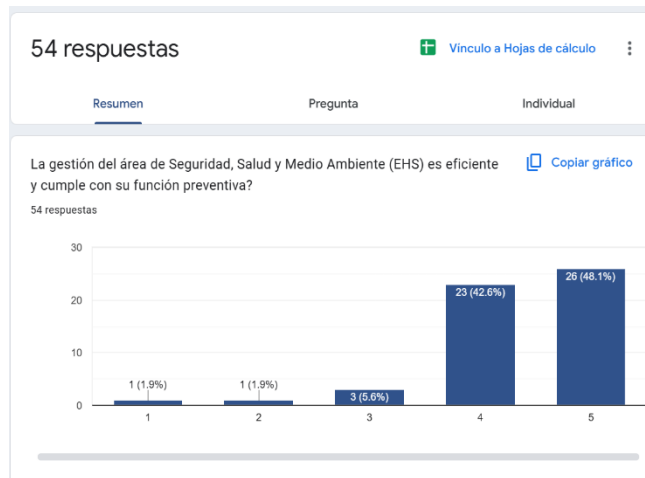 54 respuestas
Vínculo a Hojas de cálculo
Resumen
Pregunta
Individual
La gestión del área de Seguridad, Salud y Medio Ambiente (EHS) es eficiente
y cumple con su función preventiva?
Copiar gráfico
54 respuestas
30
20
10
0
1 (1.9%)
1 (1.9%)
3 (5.6%)
23 (42.6%)
26 (48.1%)
1
2
3
4
5